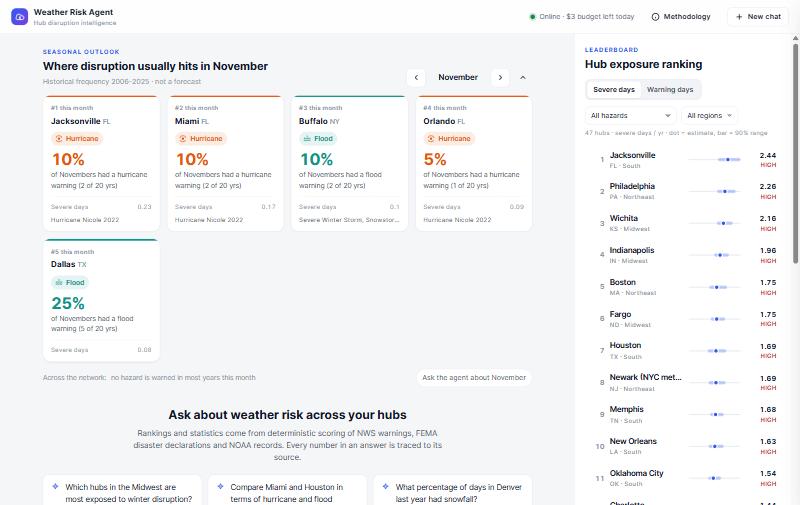 Weather Risk Agent
Hub disruption intelligence
Online · $3 budget left today
Methodology
New chat
SEASONAL OUTLOOK
Where disruption usually hits in November
Historical frequency 2006-2025 · not a forecast
November
#1 this month
Jacksonville FL
Hurricane
10%
of Novembers had a hurricane
warning (2 of 20 yrs)
Severe days 0.23
Hurricane Nicole 2022
#2 this month
Miami FL
Hurricane
10%
of Novembers had a hurricane
warning (2 of 20 yrs)
Severe days 0.17
Hurricane Nicole 2022
#3 this month
Buffalo NY
Flood
10%
of Novembers had a flood
warning (2 of 20 yrs)
Severe days 0.1
Severe Winter Storm, Snowstor...
#4 this month
Orlando FL
Hurricane
5%
of Novembers had a hurricane
warning (1 of 20 yrs)
Severe days 0.09
Hurricane Nicole 2022
#5 this month
Dallas TX
Flood
25%
of Novembers had a flood
warning (5 of 20 yrs)
Severe days 0.08
Across the network: no hazard is warned in most years this month
Ask the agent about November
Ask about weather risk across your hubs
Rankings and statistics come from deterministic scoring of NWS warnings, FEMA
disaster declarations and NOAA records. Every number in an answer is traced to its
source.
Which hubs in the Midwest are
most exposed to winter disruption?
Compare Miami and Houston in
terms of hurricane and flood
What percentage of days in Denver
last year had snowfall?
LEADERBOARD
Hub exposure ranking
Severe days Warning days
All hazards All regions
47 hubs · severe days / yr · dot = estimate, bar = 90% range
1 Jacksonville 2.44
FL · South HIGH
2 Philadelphia 2.26
PA · Northeast HIGH
3 Wichita 2.16
KS · Midwest HIGH
4 Indianapolis 1.96
IN · Midwest HIGH
5 Boston 1.75
MA · Northeast HIGH
6 Fargo 1.75
ND · Midwest HIGH
7 Houston 1.69
TX · South HIGH
8 Newark (NYC met... 1.69
NJ · Northeast HIGH
9 Memphis 1.68
TN · South HIGH
10 New Orleans 1.63
LA · South HIGH
11 Oklahoma City 1.54
OK · South HIGH